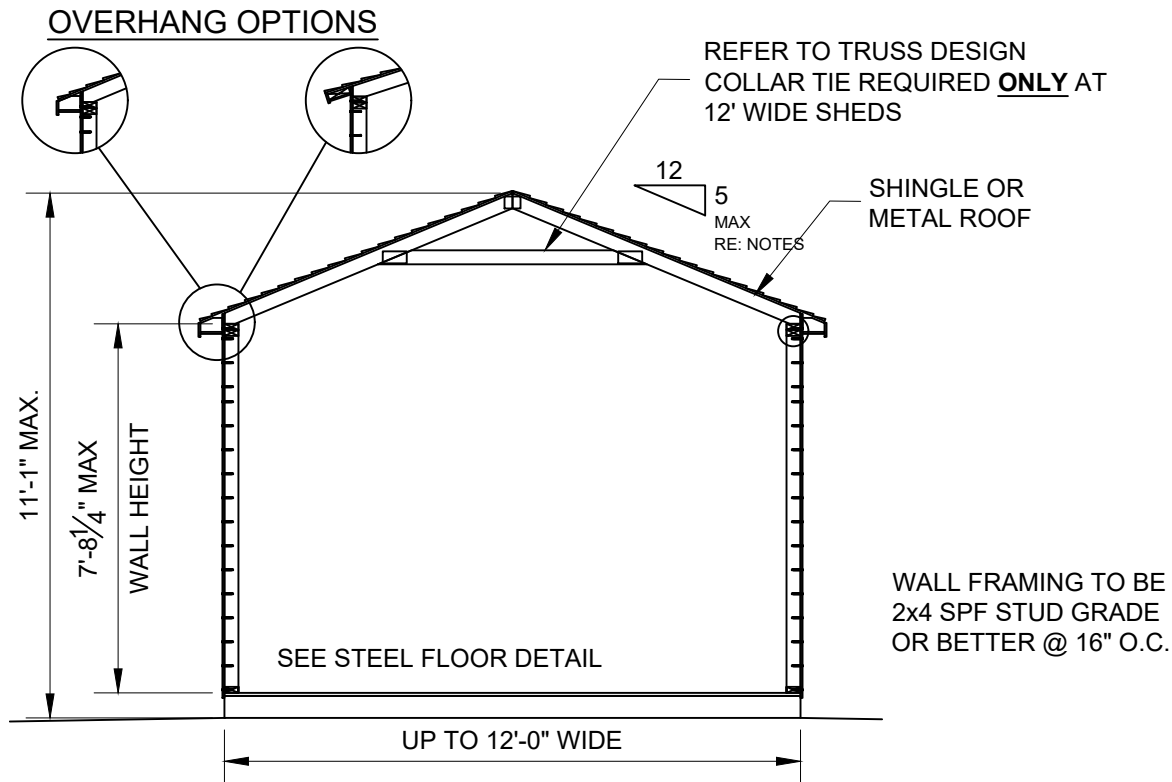 OVERHANG OPTIONS
REFER TO TRUSS DESIGN
COLLAR TIE REQUIRED ONLY AT
12' WIDE SHEDS
12
5
MAX
RE: NOTES
SHINGLE OR
METAL ROOF
11'-1" MAX.
7'-8 1/4" MAX
WALL HEIGHT
WALL FRAMING TO BE
2x4 SPF STUD GRADE
OR BETTER @ 16" O.C.
SEE STEEL FLOOR DETAIL
UP TO 12'-0" WIDE